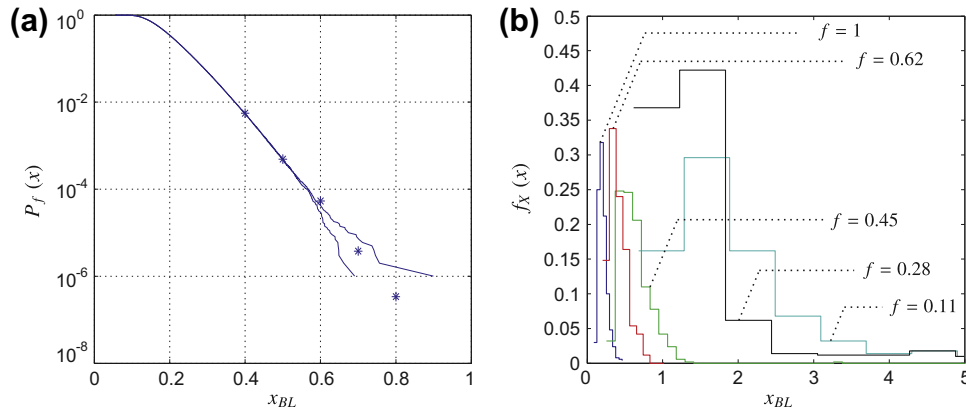 (a)
10^0
10^-2
10^-4
10^-6
10^-8
P_f (x)
0 0.2 0.4 0.6 0.8 1
x_BL
(b)
0.5
0.45
0.4
0.35
0.3
0.25
0.2
0.15
0.1
0.05
0
f_X (x)
f = 1
f = 0.62
f = 0.45
f = 0.28
f = 0.11
0 1 2 3 4 5
x_BL